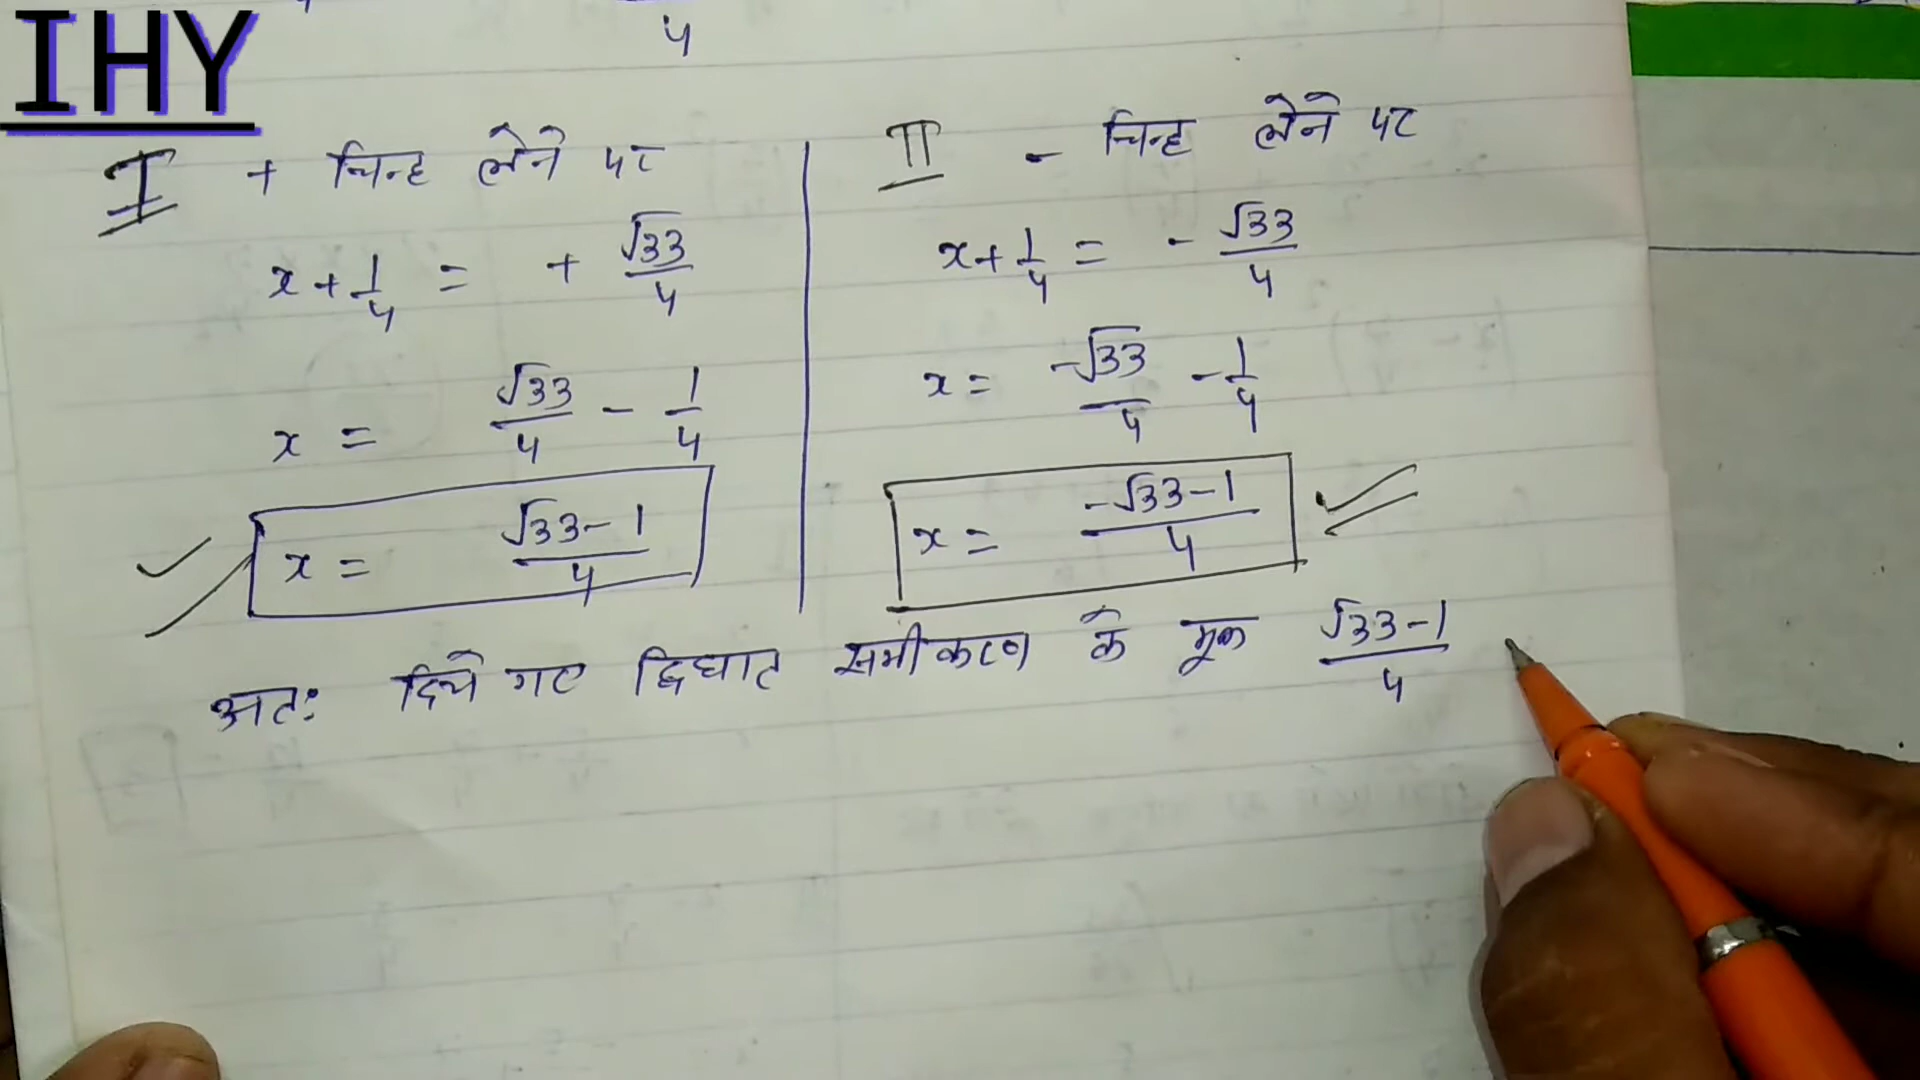 IHY
4
I + चिन्ह लेने पर
x + 1/4 = + √33/4
x = √33/4 - 1/4
x = √33-1/4
II - चिन्ह लेने पर
x + 1/4 = - √33/4
x = -√33/4 - 1/4
x = -√33-1/4
अतः दिये गए द्विघात समीकरण के मूल √33-1/4